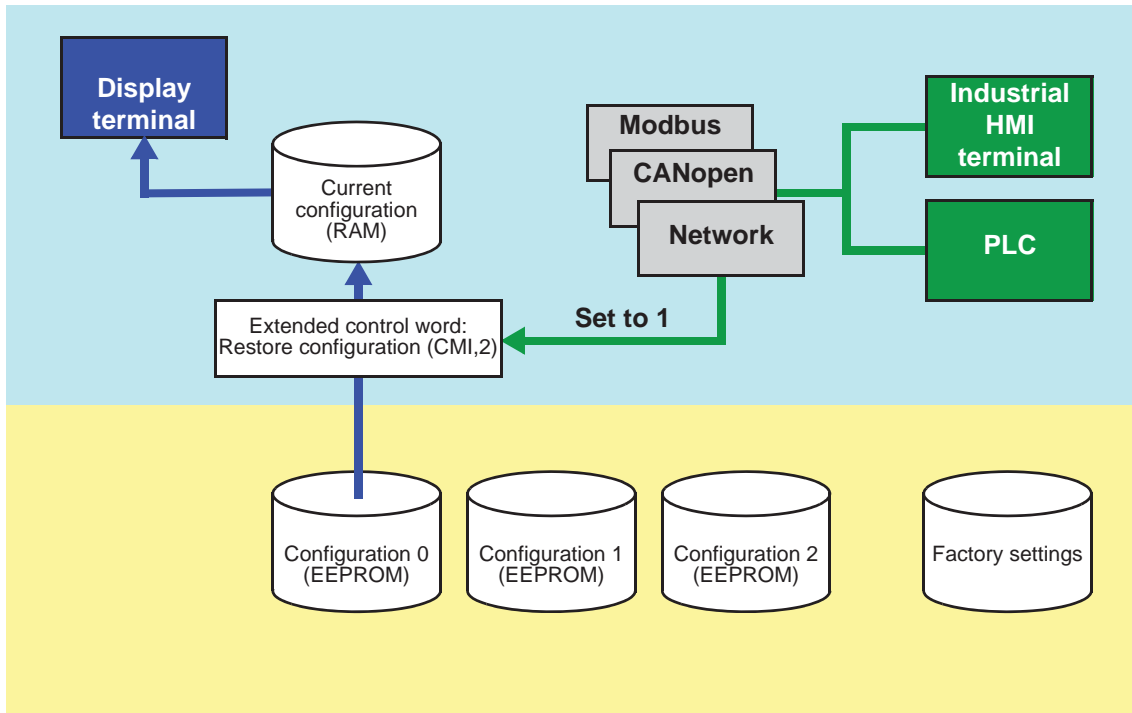 Display
terminal
Current
configuration
(RAM)
Modbus
CANopen
Network
Industrial
HMI
terminal
PLC
Set to 1
Extended control word:
Restore configuration (CMI,2)
Configuration 0
(EEPROM)
Configuration 1
(EEPROM)
Configuration 2
(EEPROM)
Factory settings